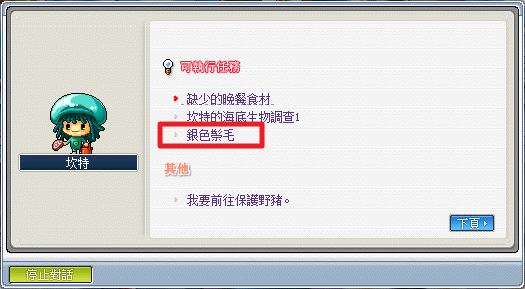 可執行任務
缺少的晚餐食材
坎特的海底生物調查1
銀色鬃毛
坎特
其他
我要前往保護野豬。
下頁
停止對話